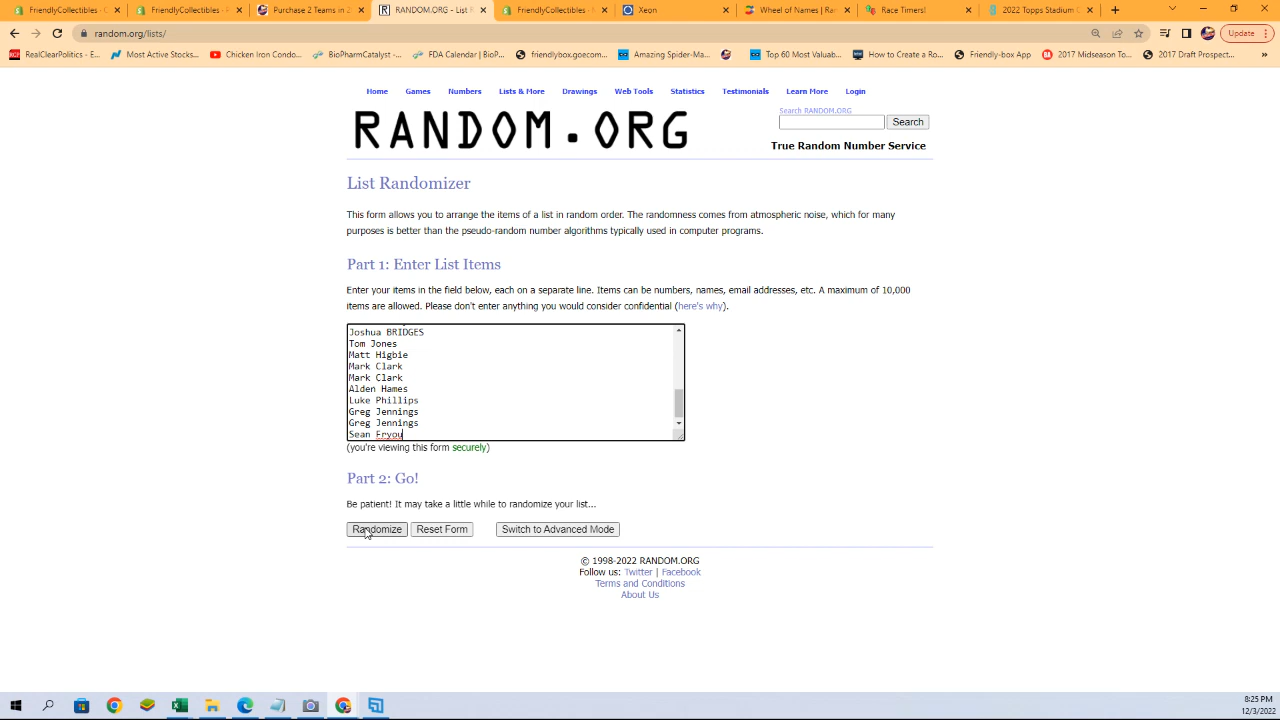 FriendlyCollectibles - C
FriendlyCollectibles -
Purchase 2 Teams in 2
RANDOM.ORG - List R
FriendlyCollectibles -
Xeon
Wheel of Names | Ran
Race Timers!
2022 Topps Stadium C
random.org/lists/
Update
RealClearPolitics - E...
Most Active Stocks...
Chicken Iron Condo...
BioPharmCatalyst -...
FDA Calendar | BioP...
friendlybox.goecom...
Amazing Spider-Ma...
Top 60 Most Valuab...
How to Create a Ro...
Friendly-box App
2017 Midseason To...
2017 Draft Prospect...
Home Games Numbers Lists & More Drawings Web Tools Statistics Testimonials Learn More Login
RANDOM.ORG
Search RANDOM.ORG
Search
True Random Number Service
List Randomizer
This form allows you to arrange the items of a list in random order. The randomness comes from atmospheric noise, which for many
purposes is better than the pseudo-random number algorithms typically used in computer programs.
Part 1: Enter List Items
Enter your items in the field below, each on a separate line. Items can be numbers, names, email addresses, etc. A maximum of 10,000
items are allowed. Please don't enter anything you would consider confidential (here's why).
Joshua BRIDGES
Tom Jones
Matt Higbie
Mark Clark
Mark Clark
Alden Hames
Luke Phillips
Greg Jennings
Greg Jennings
Sean Fryou
(you're viewing this form securely)
Part 2: Go!
Be patient! It may take a little while to randomize your list...
Randomize Reset Form Switch to Advanced Mode
© 1998-2022 RANDOM.ORG
Follow us: Twitter | Facebook
Terms and Conditions
About Us
8:25 PM
12/3/2022